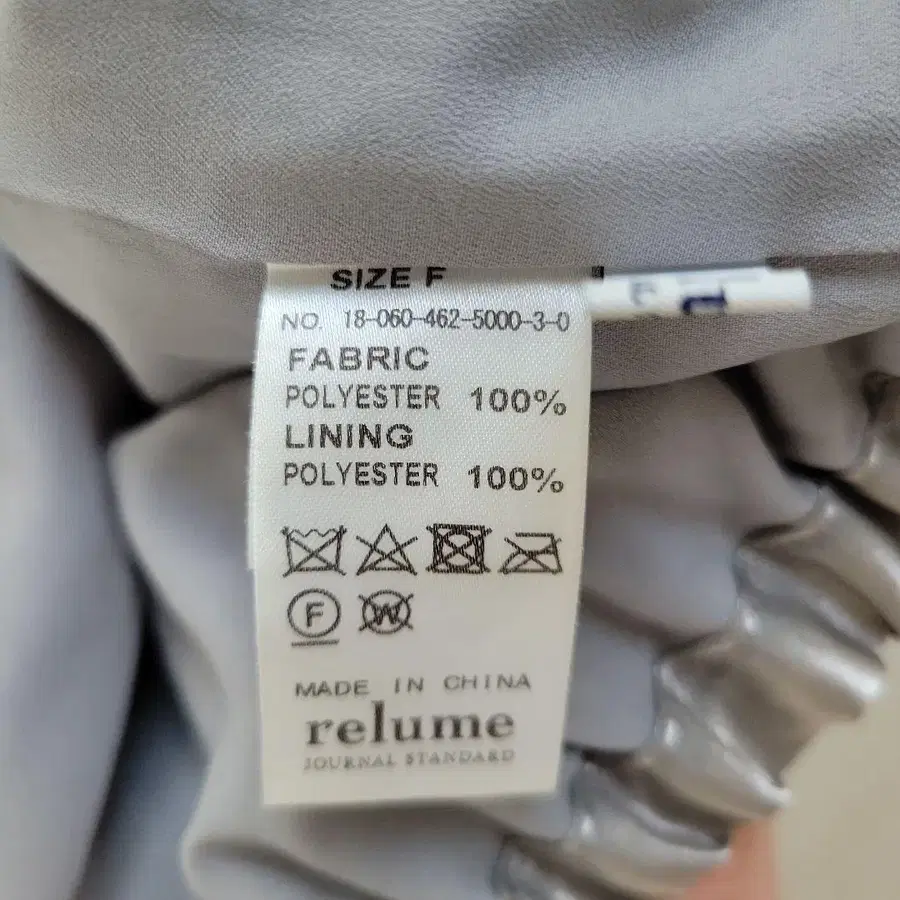 SIZE F
NO. 18-060-462-5000-3-0
FABRIC
POLYESTER 100%
LINING
POLYESTER 100%
F
W
MADE IN CHINA
relume
JOURNAL STANDARD